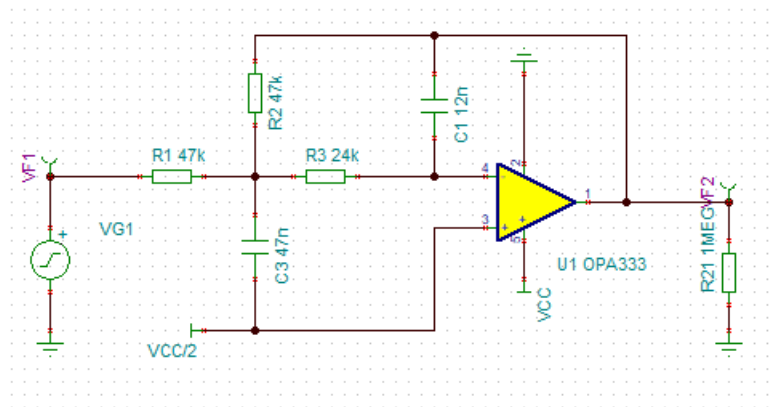 R2 47k
C1 12n
VF1
R1 47k
R3 24k
4
2
-
1
VF2
VG1
+
C3 47n
3
+
+
5
U1 OPA333
R21 1MEG
VCC/2
VCC